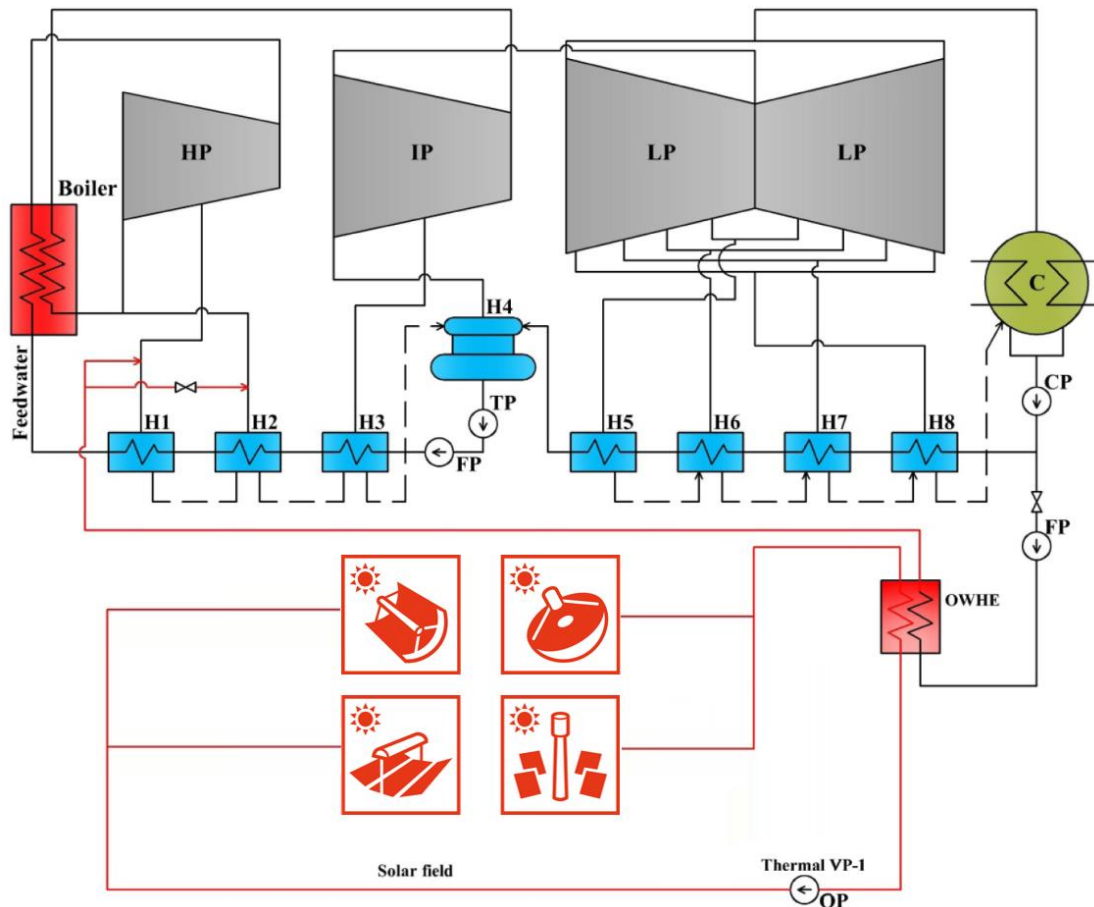 HP
IP
LP
LP
Boiler
C
H4
Feedwater
TP
CP
H1
H2
H3
H5
H6
H7
H8
FP
FP
OWHE
Solar field
Thermal VP-1
OP